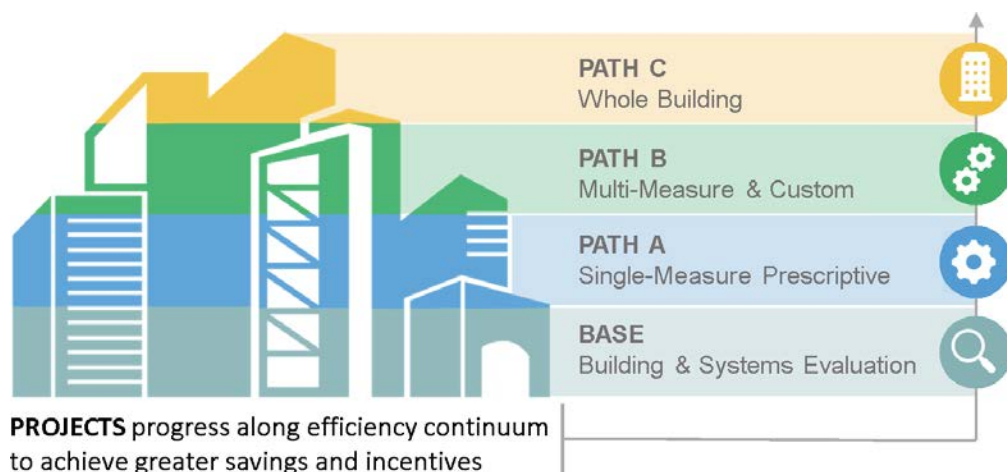 PATH C
Whole Building
PATH B
Multi-Measure & Custom
PATH A
Single-Measure Prescriptive
BASE
Building & Systems Evaluation
PROJECTS progress along efficiency continuum
to achieve greater savings and incentives